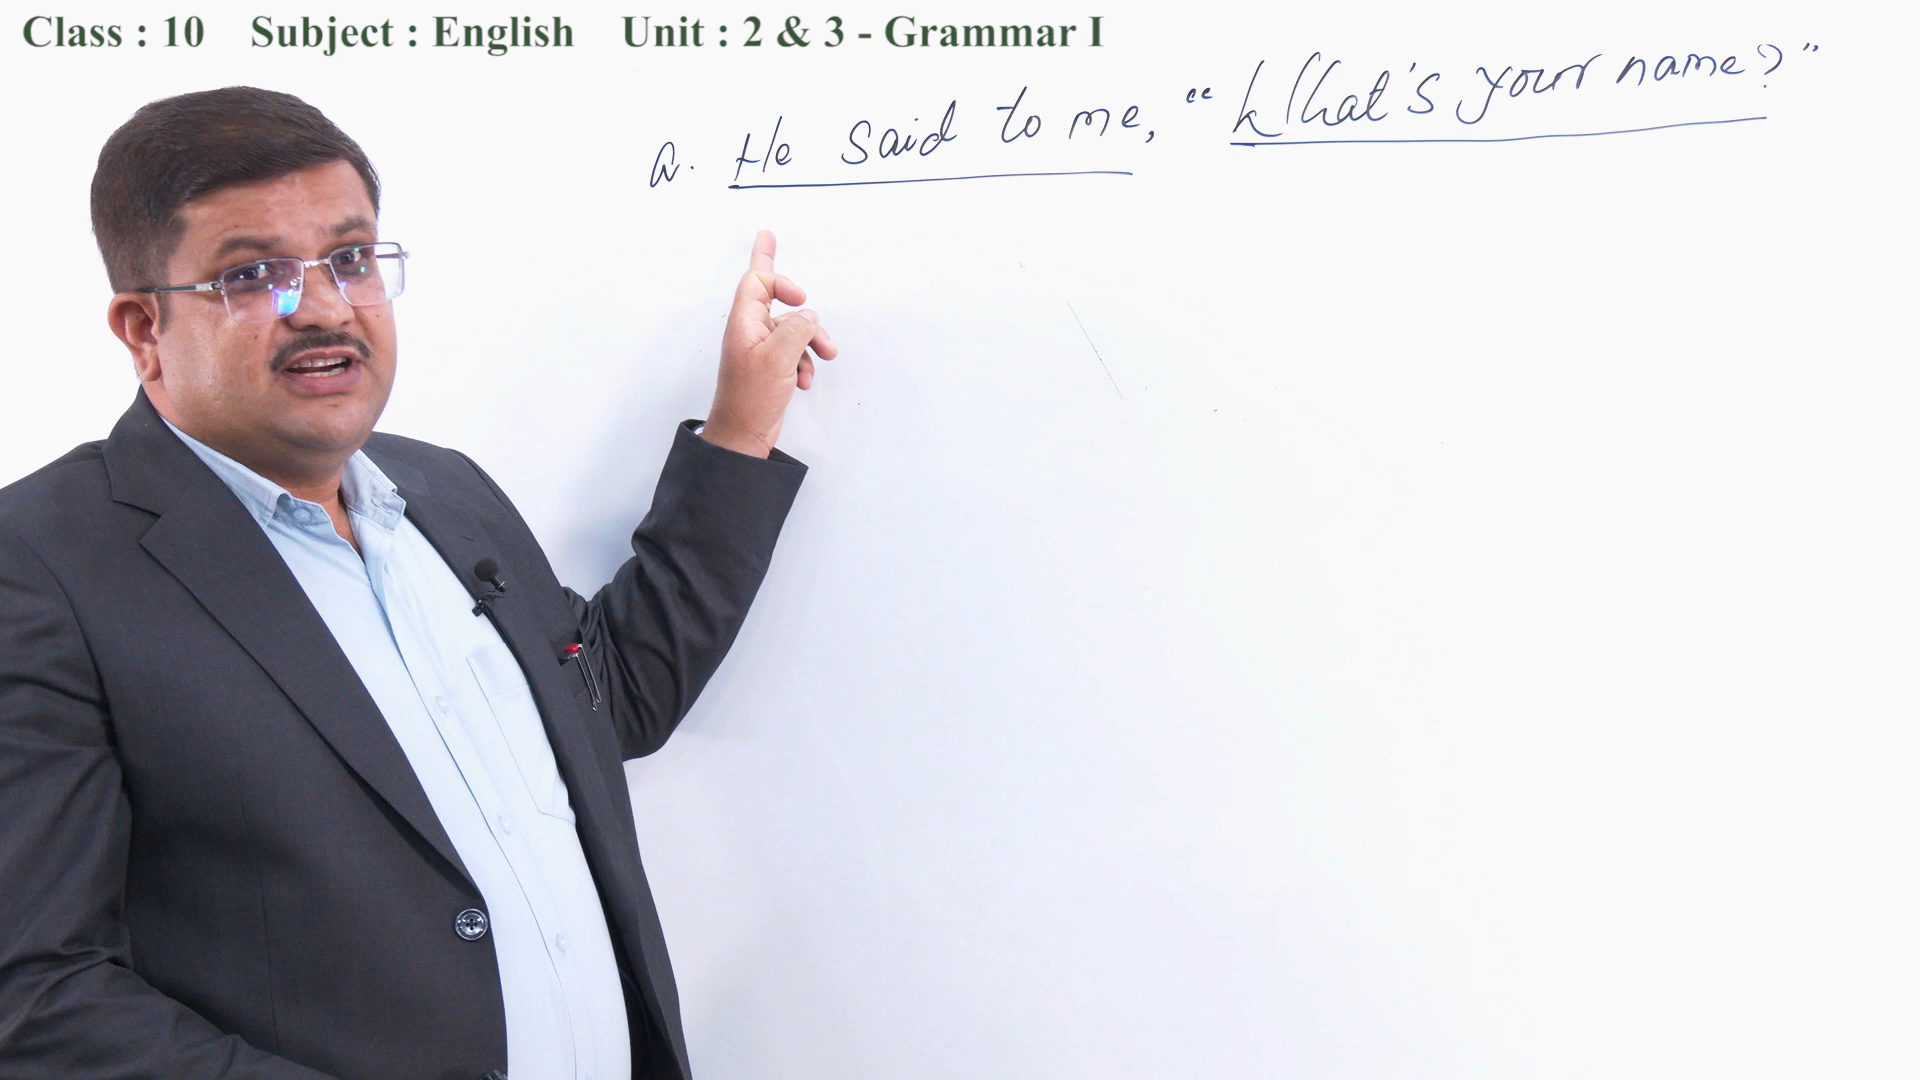 Class : 10 Subject : English Unit : 2 & 3 - Grammar I
a. He said to me, "What's your name?"